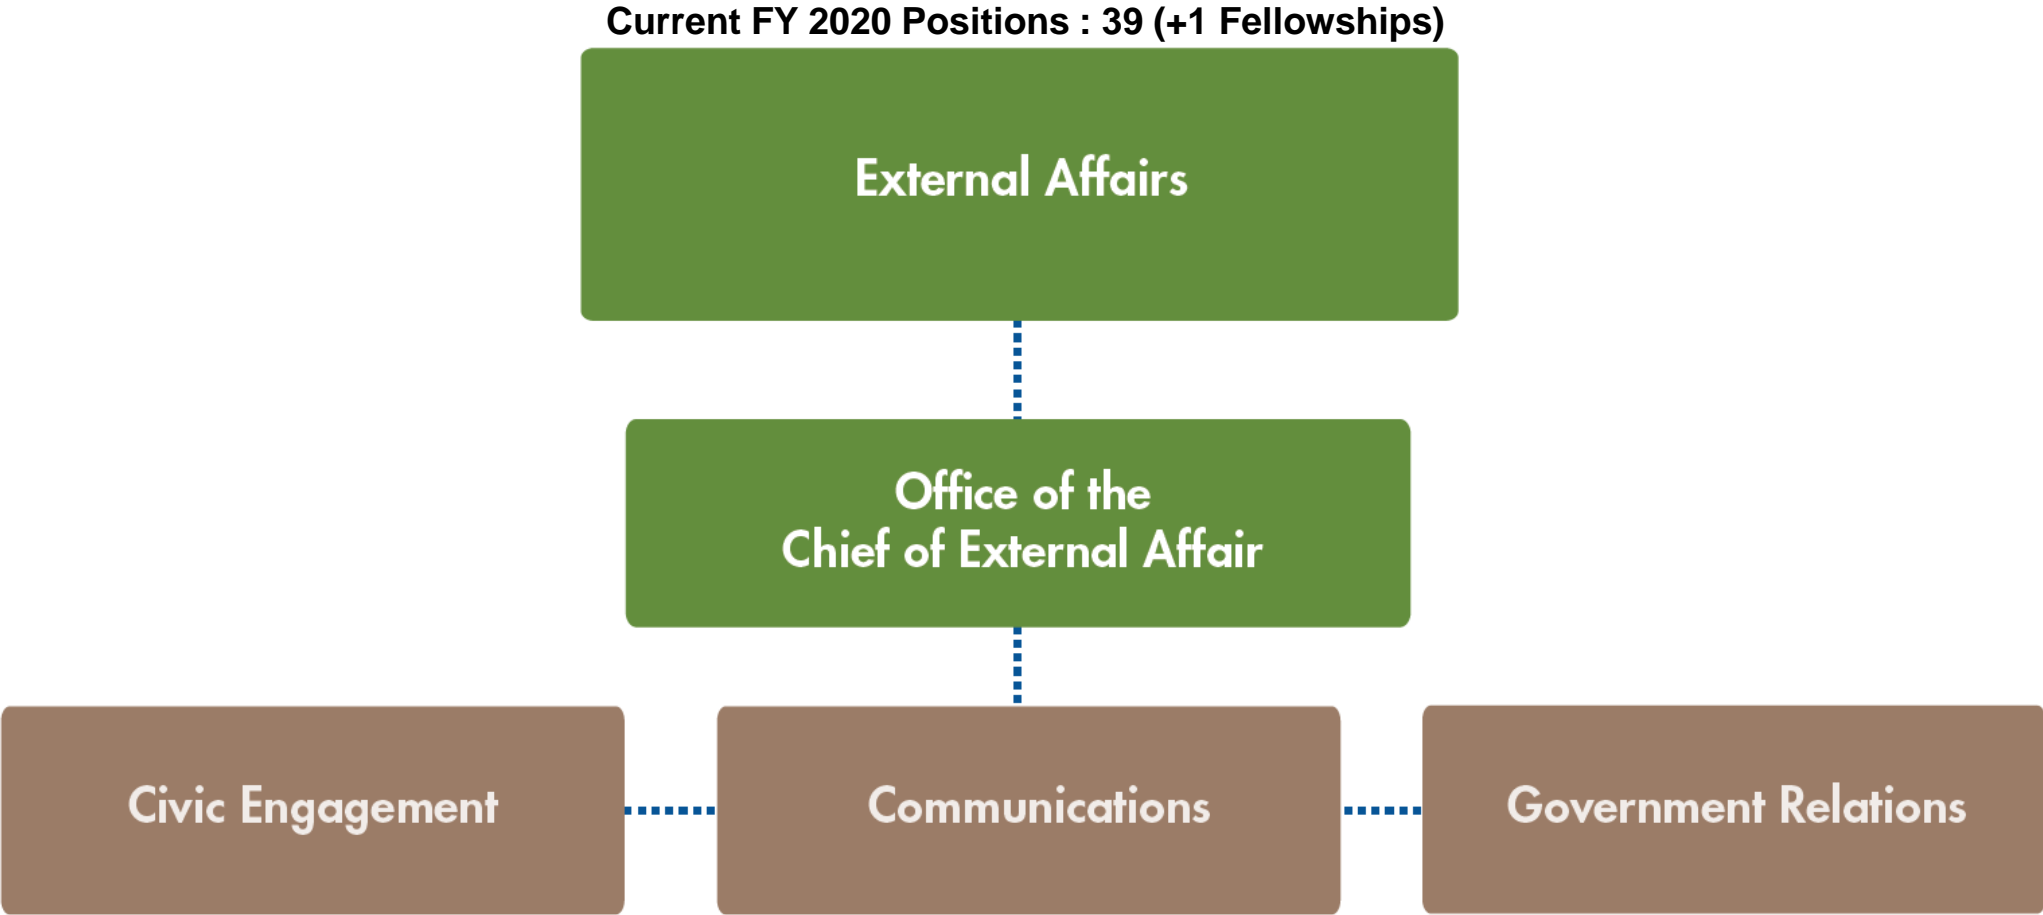 Current FY 2020 Positions : 39 (+1 Fellowships)
External Affairs
Office of the
Chief of External Affair
Civic Engagement
Communications
Government Relations